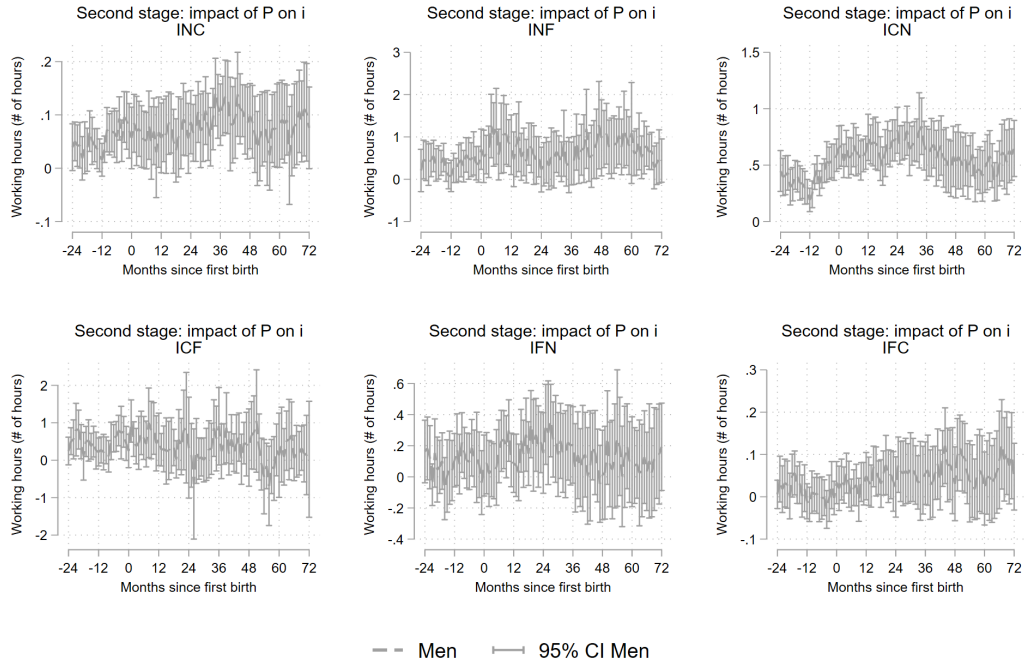 Second stage: impact of P on i
INC
Working hours (# of hours)
.2
.1
0
-.1
-24 -12 0 12 24 36 48 60 72
Months since first birth
Second stage: impact of P on i
INF
Working hours (# of hours)
3
2
1
0
-1
-24 -12 0 12 24 36 48 60 72
Months since first birth
Second stage: impact of P on i
ICN
Working hours (# of hours)
1.5
1
.5
0
-24 -12 0 12 24 36 48 60 72
Months since first birth
Second stage: impact of P on i
ICF
Working hours (# of hours)
2
1
0
-1
-2
-24 -12 0 12 24 36 48 60 72
Months since first birth
Second stage: impact of P on i
IFN
Working hours (# of hours)
.6
.4
.2
0
-.2
-.4
-24 -12 0 12 24 36 48 60 72
Months since first birth
Second stage: impact of P on i
IFC
Working hours (# of hours)
.3
.2
.1
0
-.1
-24 -12 0 12 24 36 48 60 72
Months since first birth
Men 95% CI Men